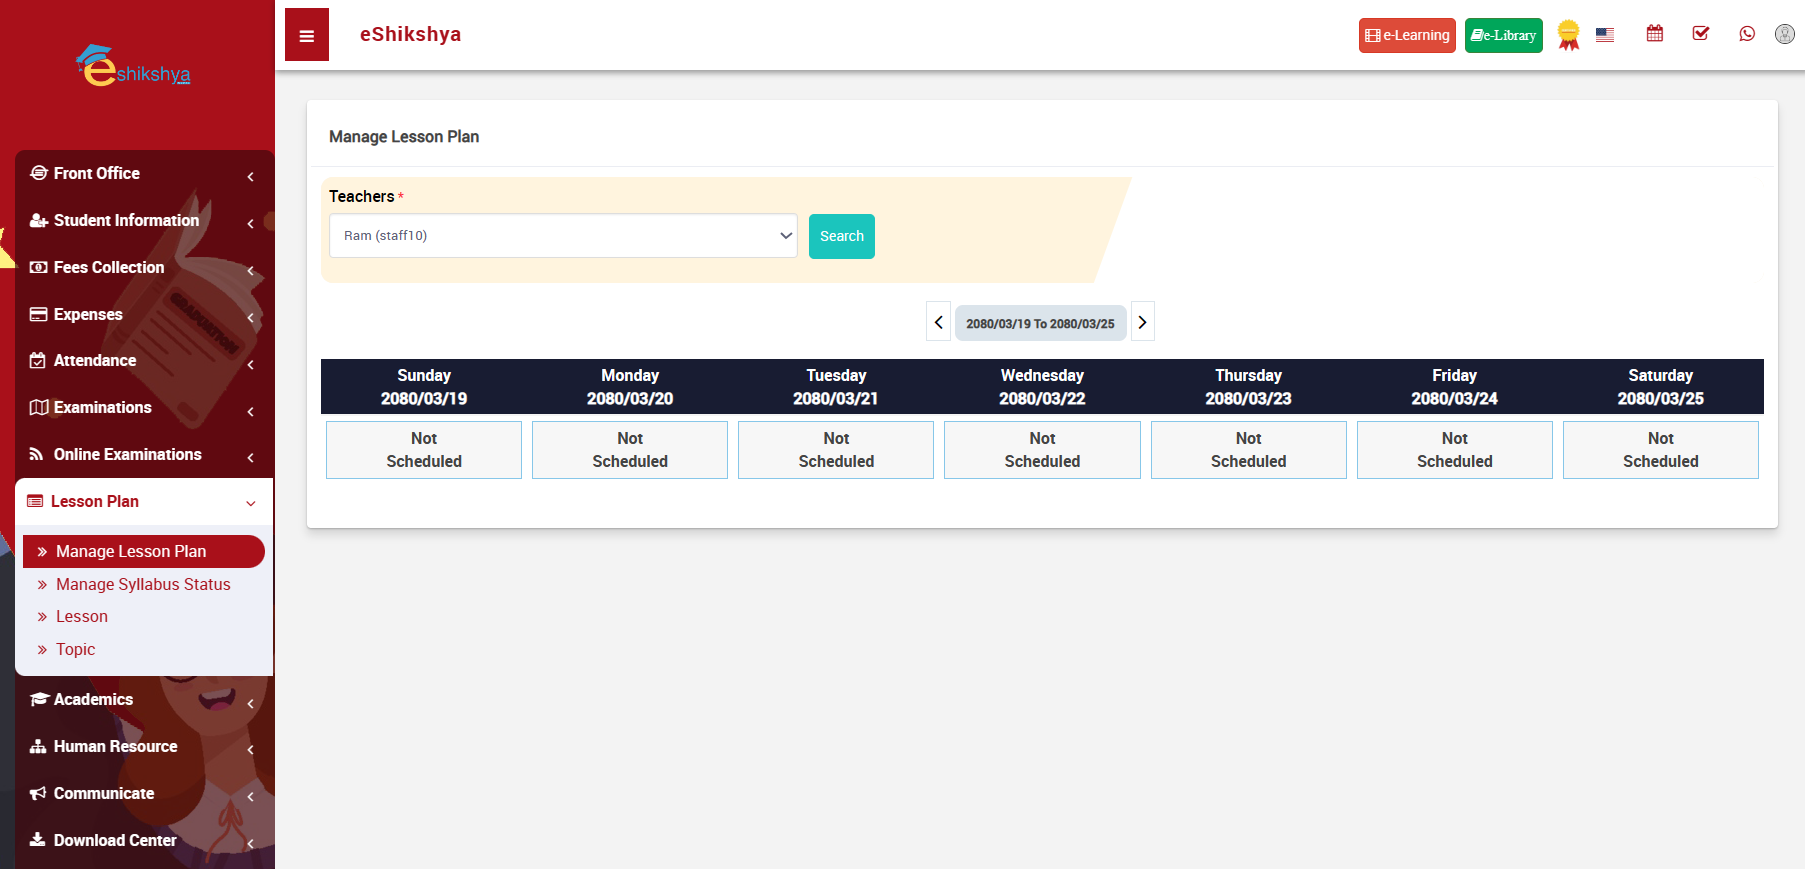 eshikshya
Front Office
Student Information
Fees Collection
Expenses
Attendance
Examinations
Online Examinations
Lesson Plan
Manage Lesson Plan
Manage Syllabus Status
Lesson
Topic
Academics
Human Resource
Communicate
Download Center
GRADUATION
eShikshya
e-Learning
e-Library
Manage Lesson Plan
Teachers *
Ram (staff10)
Search
2080/03/19 To 2080/03/25
Sunday Monday Tuesday Wednesday Thursday Friday Saturday
2080/03/19 2080/03/20 2080/03/21 2080/03/22 2080/03/23 2080/03/24 2080/03/25
Not Not Not Not Not Not Not
Scheduled Scheduled Scheduled Scheduled Scheduled Scheduled Scheduled